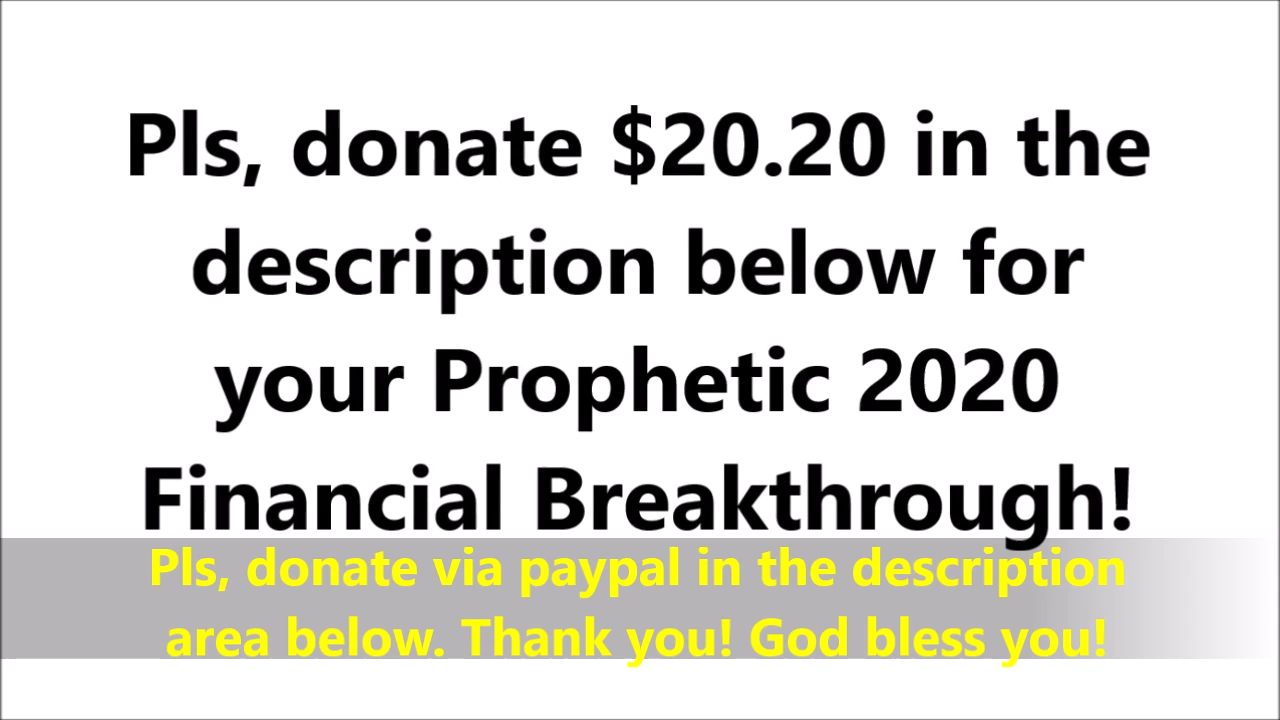 Pls, donate $20.20 in the
description below for
your Prophetic 2020
Financial Breakthrough!
Pls, donate via paypal in the description
area below. Thank you! God bless you!